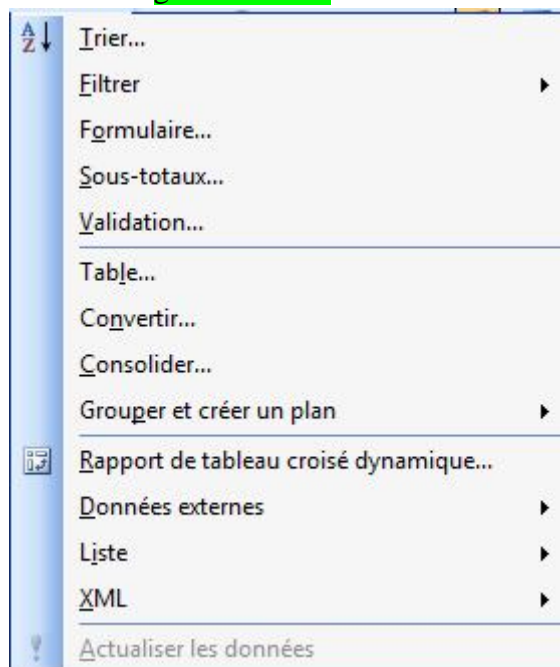 Trier...
Filtrer
Formulaire...
Sous-totaux...
Validation...
Table...
Convertir...
Consolider...
Grouper et créer un plan
Rapport de tableau croisé dynamique...
Données externes
Liste
XML
Actualiser les données